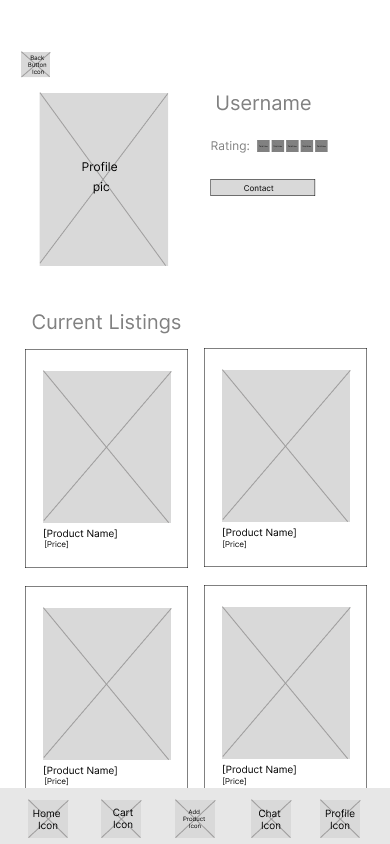 Back
Button
Icon
Profile
pic
Username
Rating:
Contact
Current Listings
[Product Name]
[Price]
[Product Name]
[Price]
[Product Name]
[Price]
[Product Name]
[Price]
Home
Icon
Cart
Icon
Add
Product
Icon
Chat
Icon
Profile
Icon